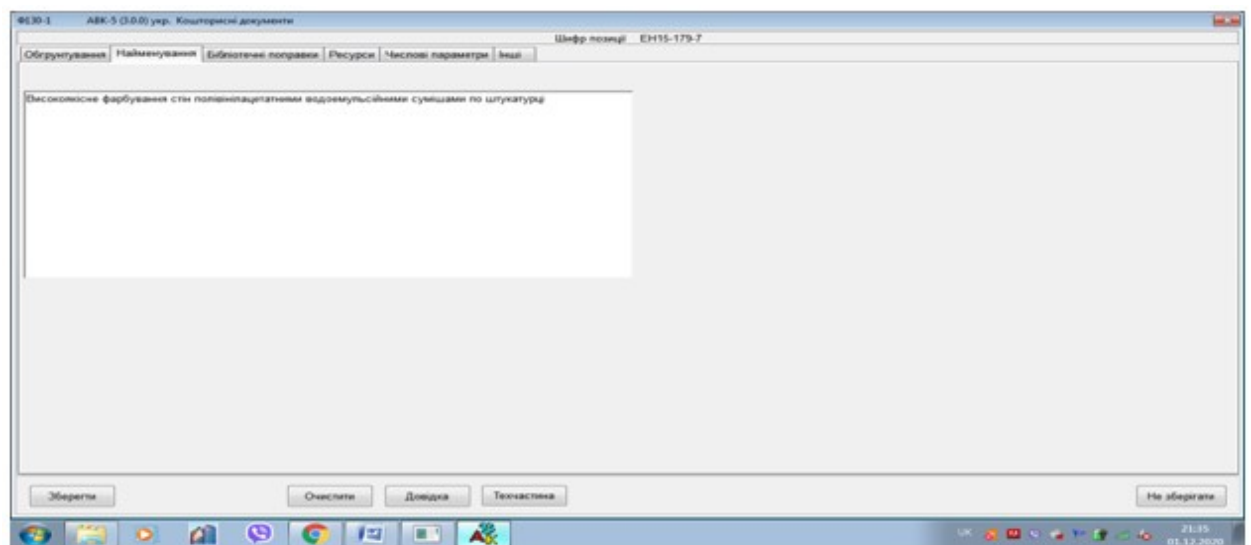 Ф130-1 АВК-5 (3.0.0) укр. Кошторисні документи
Шифр позиції ЕН15-179-7
Обгрунтування Найменування Бібліотечні поправки Ресурси Числові параметри Інші
Високоякісне фарбування стін полівінілацетатними водоемульсійними сумішами по штукатурці
Зберегти Очистити Довідка Техчастина Не зберігати
UK 21:35
01.12.2020